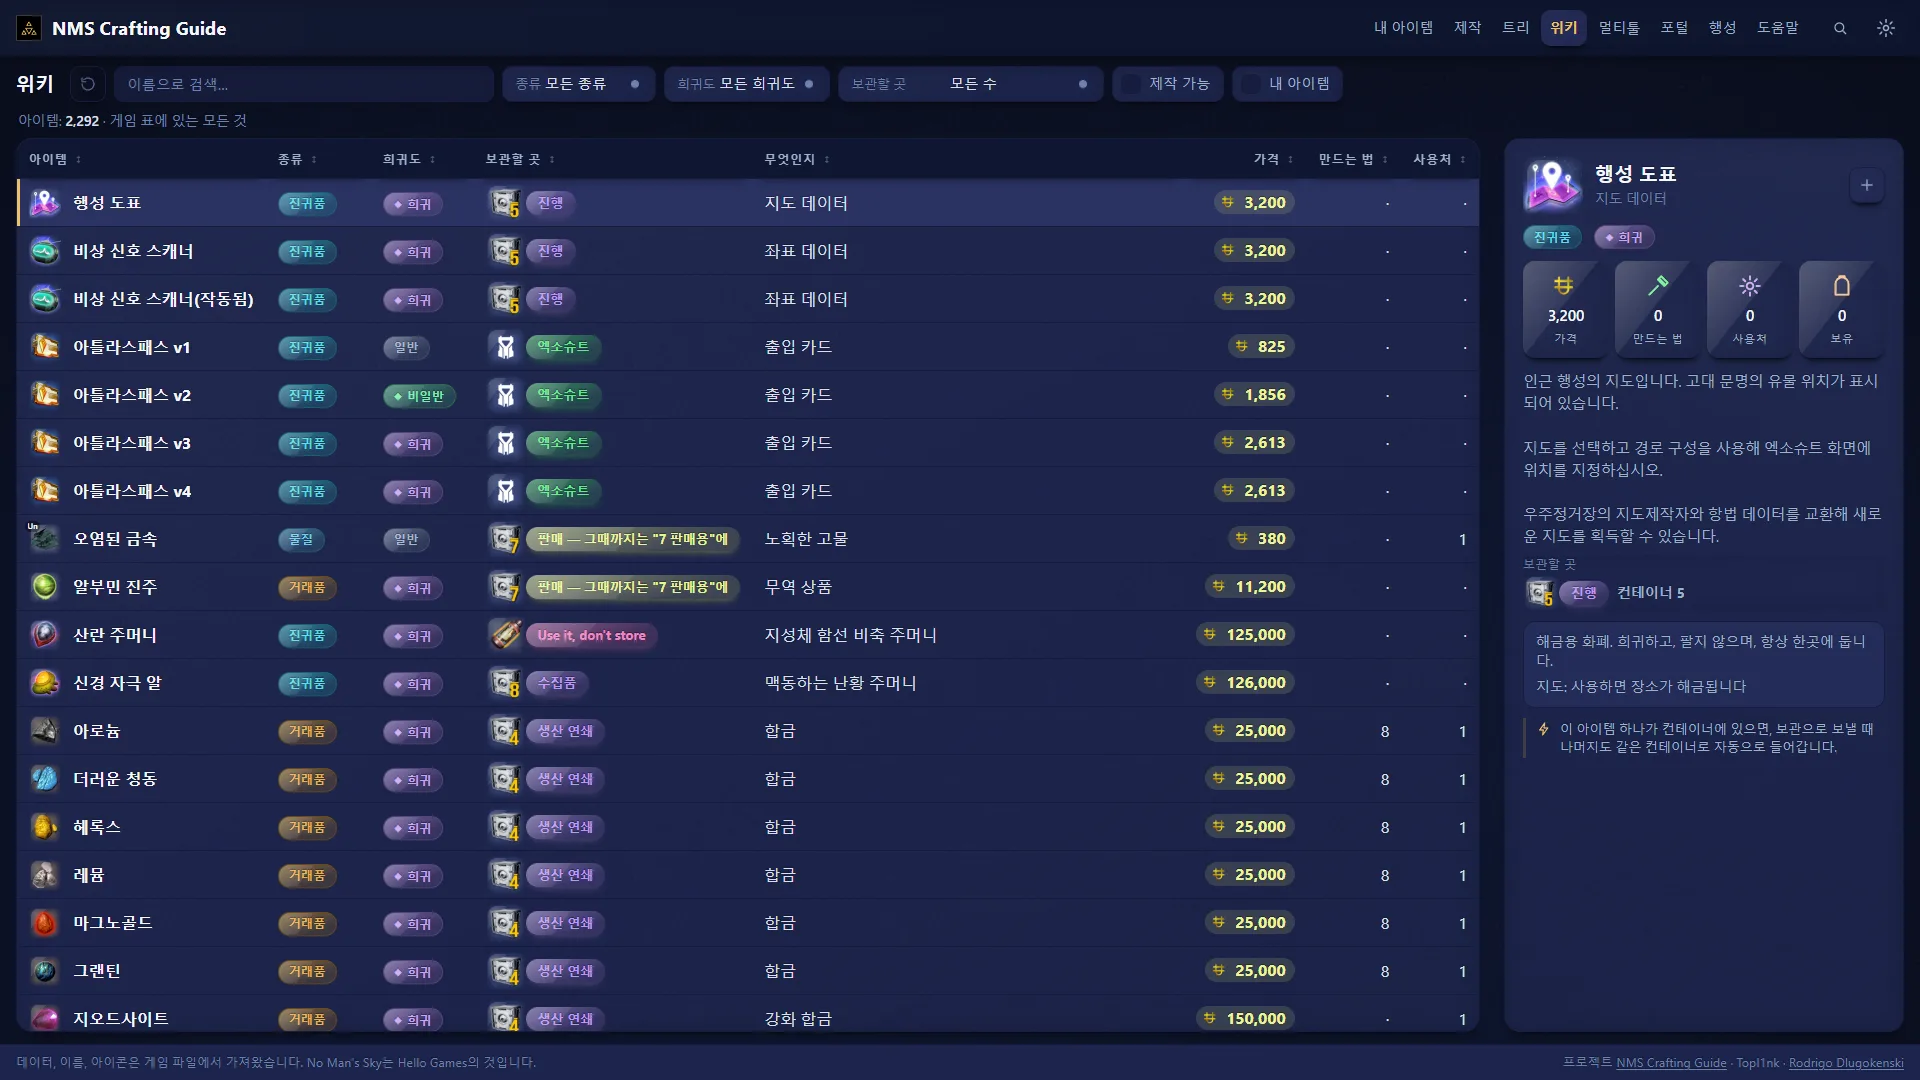 NMS Crafting Guide
내 아이템 제작 트리 위키 멀티툴 포털 행성 도움말
위키 이름으로 검색... 종류 모든 종류 희귀도 모든 희귀도 보관할 곳 모든 수 제작 가능 내 아이템
아이템: 2,292 · 게임 표에 있는 모든 것
아이템 종류 희귀도 보관할 곳 무엇인지 가격 만드는 법 사용처
행성 도표 진귀품 희귀 5 진행 지도 데이터 3,200 · ·
비상 신호 스캐너 진귀품 희귀 5 진행 좌표 데이터 3,200 · ·
비상 신호 스캐너(작동됨) 진귀품 희귀 5 진행 좌표 데이터 3,200 · ·
아틀라스패스 v1 진귀품 일반 엑소슈트 출입 카드 825 · ·
아틀라스패스 v2 진귀품 비일반 엑소슈트 출입 카드 1,856 · ·
아틀라스패스 v3 진귀품 희귀 엑소슈트 출입 카드 2,613 · ·
아틀라스패스 v4 진귀품 희귀 엑소슈트 출입 카드 2,613 · ·
Un 오염된 금속 물질 일반 7 판매 — 그때까지는 "7 판매용"에 노획한 고물 380 · 1
알부민 진주 거래품 희귀 7 판매 — 그때까지는 "7 판매용"에 무역 상품 11,200 · ·
산란 주머니 진귀품 희귀 Use it, don't store 지성체 함선 비축 주머니 125,000 · ·
신경 자극 알 진귀품 희귀 8 수집품 맥동하는 난황 주머니 126,000 · ·
아로늄 거래품 희귀 4 생산 연쇄 합금 25,000 8 1
더러운 청동 거래품 희귀 4 생산 연쇄 합금 25,000 8 1
헤록스 거래품 희귀 4 생산 연쇄 합금 25,000 8 1
레뮴 거래품 희귀 4 생산 연쇄 합금 25,000 8 1
마그노골드 거래품 희귀 4 생산 연쇄 합금 25,000 8 1
그랜틴 거래품 희귀 4 생산 연쇄 합금 25,000 8 1
지오드사이트 거래품 희귀 4 생산 연쇄 강화 합금 150,000 · 1
행성 도표
지도 데이터
진귀품 희귀
3,200 0 0 0
가격 만드는 법 사용처 보유
인근 행성의 지도입니다. 고대 문명의 유물 위치가 표시
되어 있습니다.
지도를 선택하고 경로 구성을 사용해 엑소슈트 화면에
위치를 지정하십시오.
우주정거장의 지도제작자와 항법 데이터를 교환해 새로
운 지도를 획득할 수 있습니다.
보관할 곳
5 진행 컨테이너 5
해금용 화폐. 희귀하고, 팔지 않으며, 항상 한곳에 둡니
다.
지도: 사용하면 장소가 해금됩니다
이 아이템 하나가 컨테이너에 있으면, 보관으로 보낼 때
나머지도 같은 컨테이너로 자동으로 들어갑니다.
데이터, 이름, 아이콘은 게임 파일에서 가져왔습니다. No Man's Sky는 Hello Games의 것입니다.
프로젝트 NMS Crafting Guide · Topl1nk · Rodrigo Dlugokenski